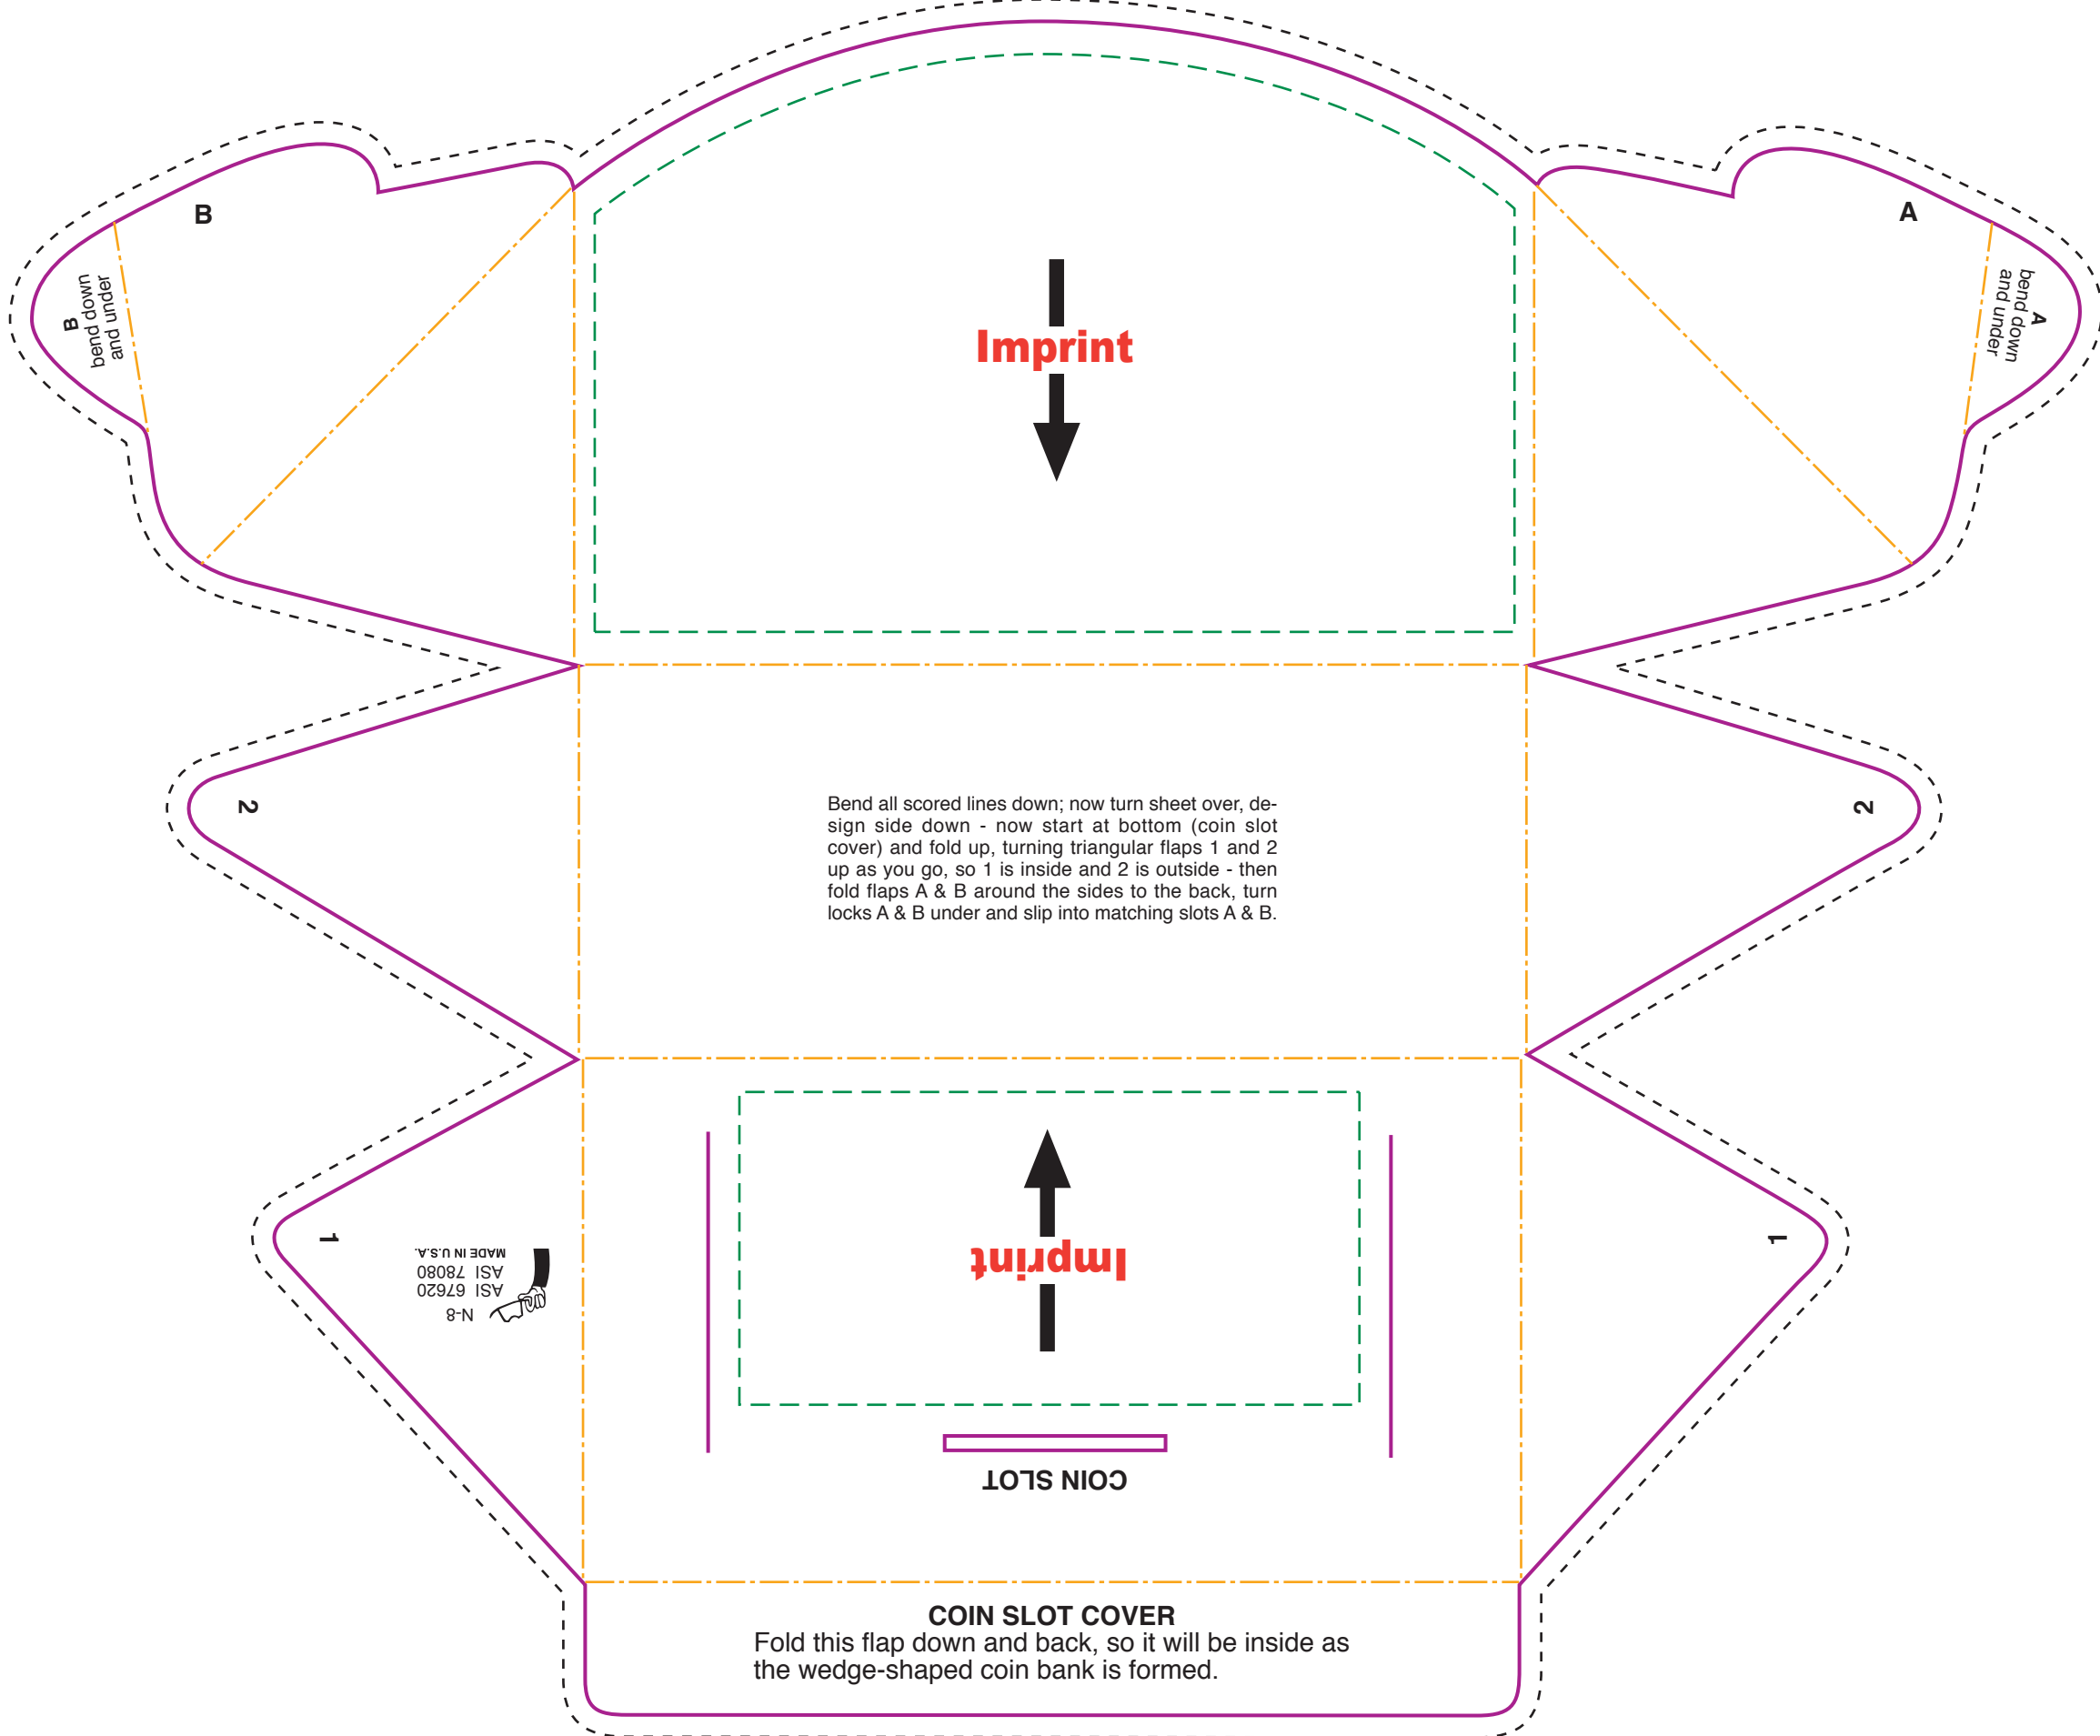 B
A
B
bend down
and under
A
bend down
and under
Imprint
2
2
Bend all scored lines down; now turn sheet over, de-
sign side down - now start at bottom (coin slot
cover) and fold up, turning triangular flaps 1 and 2
up as you go, so 1 is inside and 2 is outside - then
fold flaps A & B around the sides to the back, turn
locks A & B under and slip into matching slots A & B.
1
1
N-8
ASI 67620
ASI 78080
MADE IN U.S.A.
Imprint
COIN SLOT
COIN SLOT COVER
Fold this flap down and back, so it will be inside as
the wedge-shaped coin bank is formed.